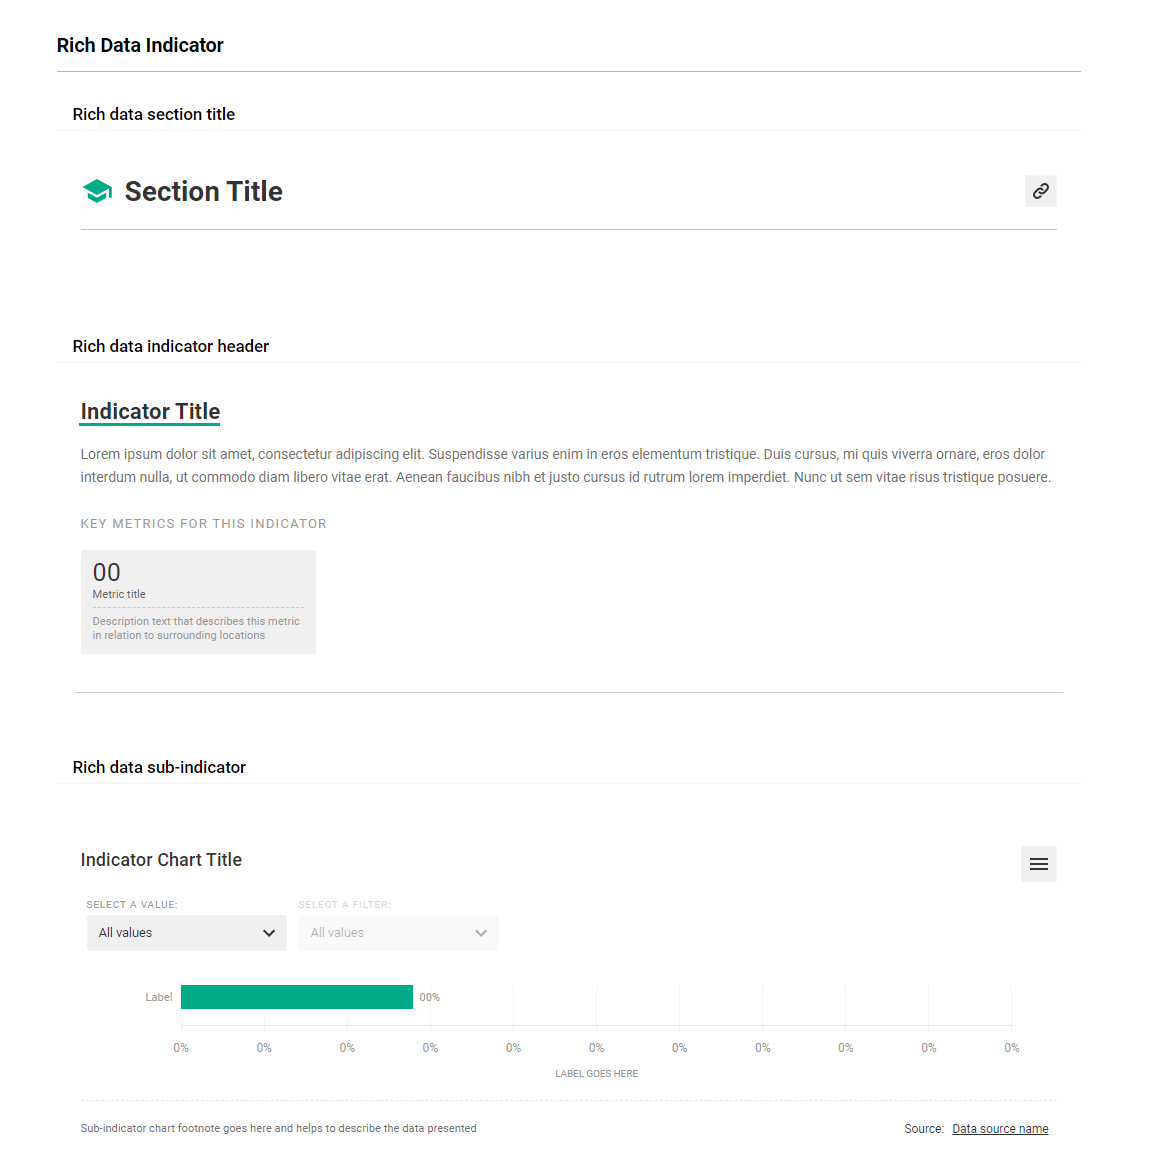 Rich Data Indicator
Rich data section title
Section Title
Rich data indicator header
Indicator Title
Lorem ipsum dolor sit amet, consectetur adipiscing elit. Suspendisse varius enim in eros elementum tristique. Duis cursus, mi quis viverra ornare, eros dolor
interdum nulla, ut commodo diam libero vitae erat. Aenean faucibus nibh et justo cursus id rutrum lorem imperdiet. Nunc ut sem vitae risus tristique posuere.
KEY METRICS FOR THIS INDICATOR
00
Metric title
Description text that describes this metric
in relation to surrounding locations
Rich data sub-indicator
Indicator Chart Title
SELECT A VALUE: SELECT A FILTER:
All values All values
Label 00%
0% 0% 0% 0% 0% 0% 0% 0% 0% 0% 0%
LABEL GOES HERE
Sub-indicator chart footnote goes here and helps to describe the data presented Source: Data source name